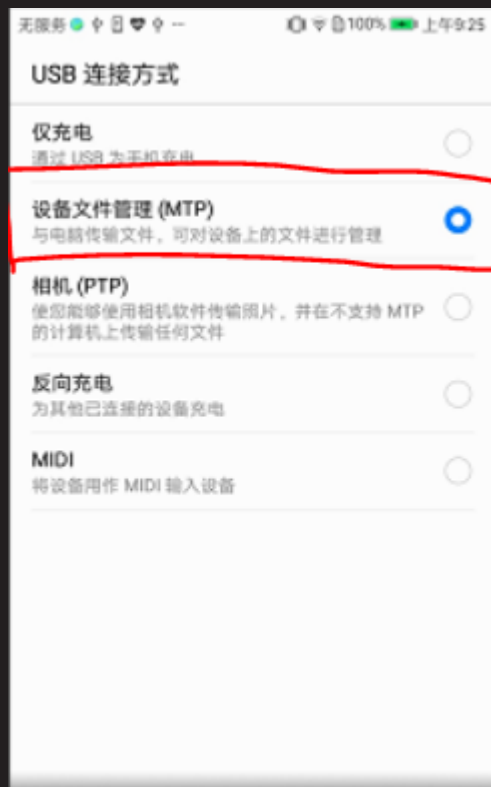 无服务 100% 上午9:25
USB 连接方式
仅充电
通过 USB 为手机充电
设备文件管理 (MTP)
与电脑传输文件，可对设备上的文件进行管理
相机 (PTP)
使您能够使用相机软件传输照片，并在不支持 MTP
的计算机上传输任何文件
反向充电
为其他已连接的设备充电
MIDI
将设备用作 MIDI 输入设备